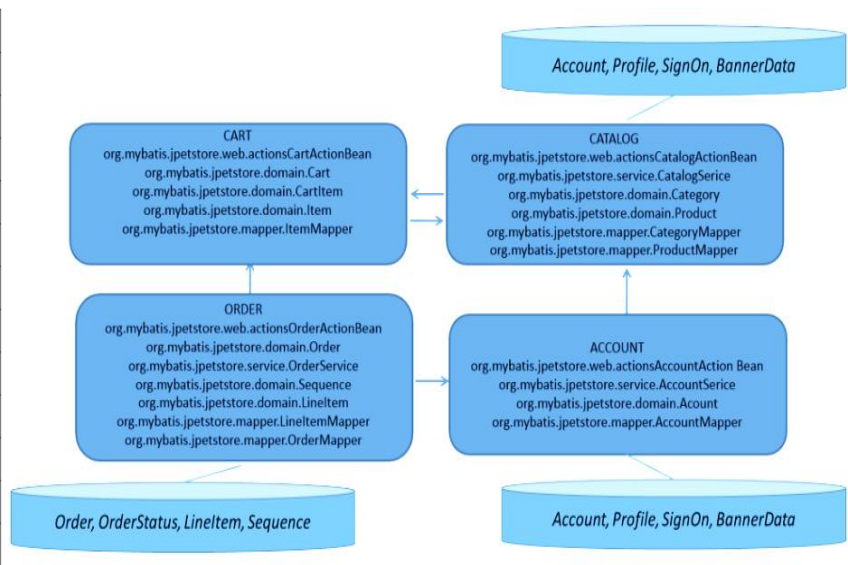 Account, Profile, SignOn, BannerData
CART
org.mybatis.jpetstore.web.actionsCartActionBean
org.mybatis.jpetstore.domain.Cart
org.mybatis.jpetstore.domain.CartItem
org.mybatis.jpetstore.domain.Item
org.mybatis.jpetstore.mapper.ItemMapper
CATALOG
org.mybatis.jpetstore.web.actionsCatalogActionBean
org.mybatis.jpetstore.service.CatalogSerice
org.mybatis.jpetstore.domain.Category
org.mybatis.jpetstore.domain.Product
org.mybatis.jpetstore.mapper.CategoryMapper
org.mybatis.jpetstore.mapper.ProductMapper
ORDER
org.mybatis.jpetstore.web.actionsOrderActionBean
org.mybatis.jpetstore.domain.Order
org.mybatis.jpetstore.service.OrderService
org.mybatis.jpetstore.domain.Sequence
org.mybatis.jpetstore.domain.LineItem
org.mybatis.jpetstore.mapper.LineItemMapper
org.mybatis.jpetstore.mapper.OrderMapper
ACCOUNT
org.mybatis.jpetstore.web.actionsAccountAction Bean
org.mybatis.jpetstore.service.AccountSerice
org.mybatis.jpetstore.domain.Acount
org.mybatis.jpetstore.mapper.AccountMapper
Order, OrderStatus, LineItem, Sequence
Account, Profile, SignOn, BannerData